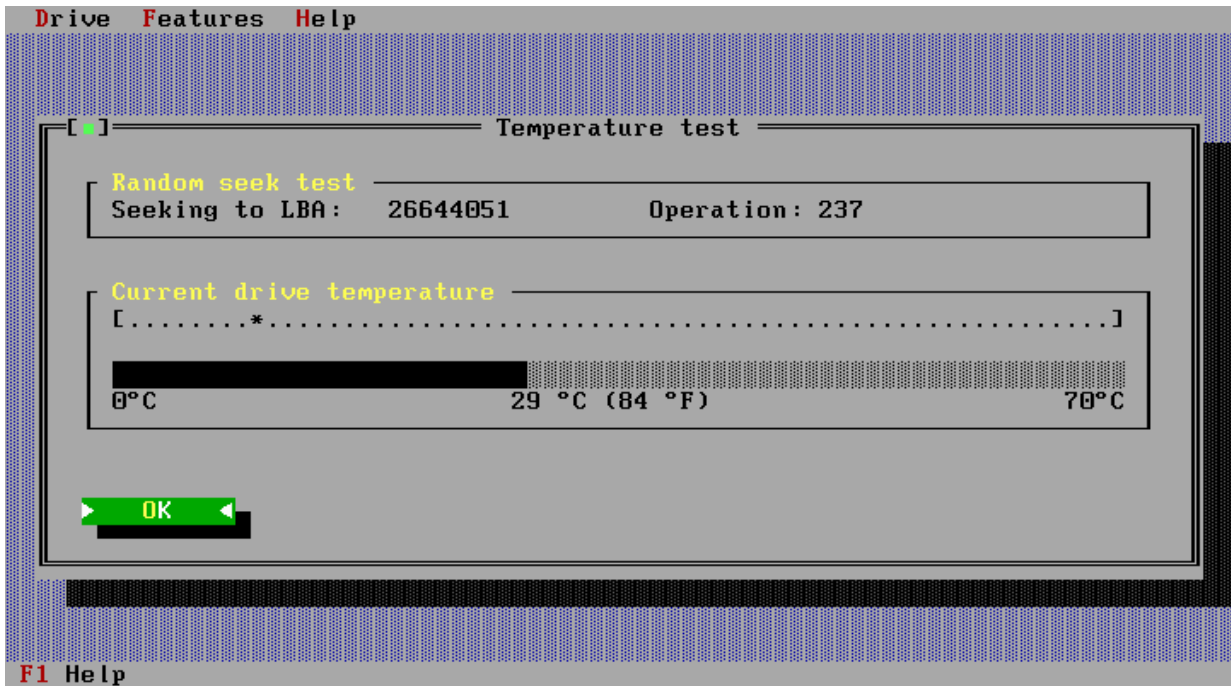 Drive Features Help
[■] Temperature test
Random seek test
Seeking to LBA: 26644051 Operation: 237
Current drive temperature
[........*.......................................................]
0°C 29 °C (84 °F) 70°C
OK
F1 Help